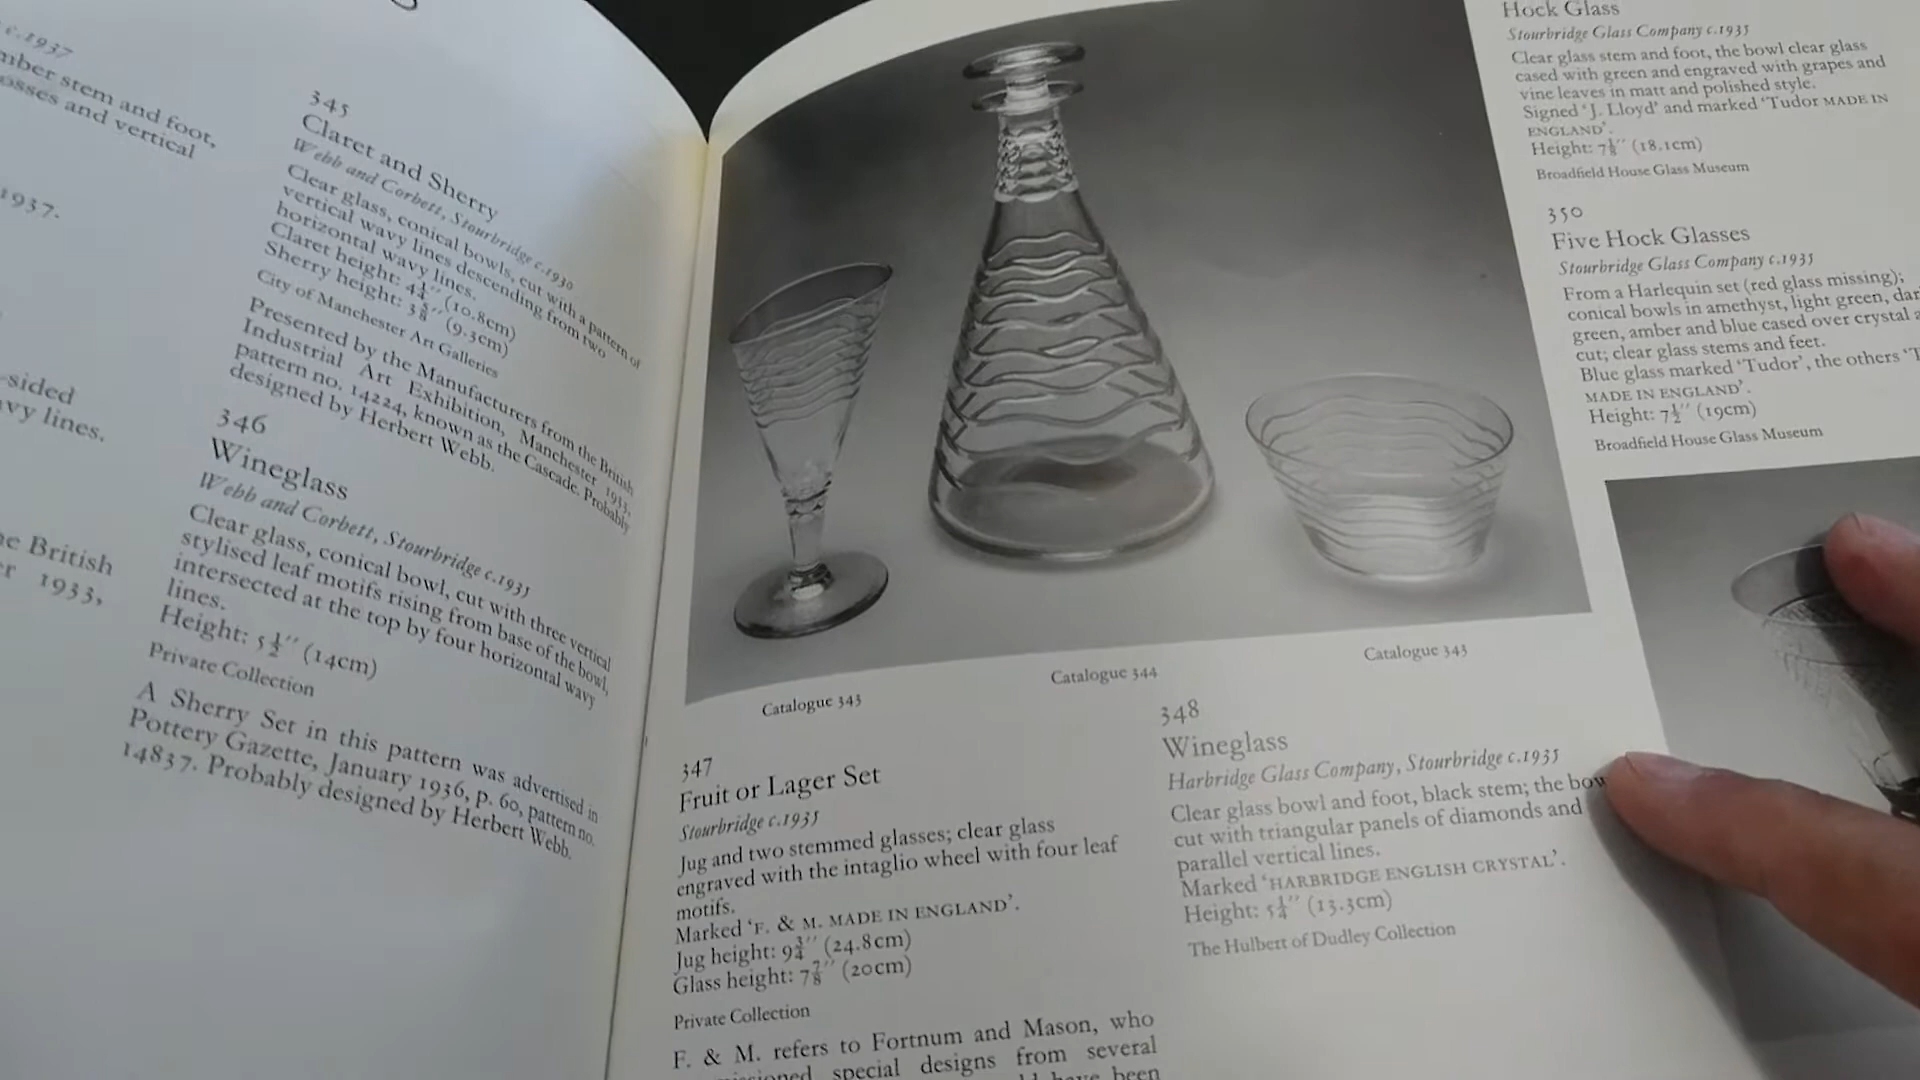 c.1937
stem and foot,
and vertical
1937.
-sided
lines.
British
1933,
345
Claret and Sherry
Webb and Corbett, Stourbridge c.1930
Clear glass, conical bowls, cut with a pattern of
vertical wavy lines descending from two
horizontal wavy lines.
Claret height: 4¼″ (10.8cm)
Sherry height: 3⅝″ (9.3cm)
City of Manchester Art Galleries
Presented by the Manufacturers from the British
Industrial Art Exhibition, Manchester 1933,
pattern no. 14224, known as the Cascade. Probably
designed by Herbert Webb.
346
Wineglass
Webb and Corbett, Stourbridge c.1935
Clear glass, conical bowl, cut with three vertical
stylised leaf motifs rising from base of the bowl,
intersected at the top by four horizontal wavy
lines.
Height: 5½″ (14cm)
Private Collection
A Sherry Set in this pattern was advertised in
Pottery Gazette, January 1936, p. 60, pattern no.
14837. Probably designed by Herbert Webb.
Catalogue 343
Catalogue 344
Catalogue 343
347
Fruit or Lager Set
Stourbridge c.1935
Jug and two stemmed glasses; clear glass
engraved with the intaglio wheel with four leaf
motifs.
Marked ‘F. & M. MADE IN ENGLAND’.
Jug height: 9¾″ (24.8cm)
Glass height: 7⅞″ (20cm)
Private Collection
F. & M. refers to Fortnum and Mason, who
special designs from several
have been
348
Wineglass
Harbridge Glass Company, Stourbridge c.1935
Clear glass bowl and foot, black stem; the bow
cut with triangular panels of diamonds and
parallel vertical lines.
Marked ‘HARBRIDGE ENGLISH CRYSTAL’.
Height: 5¼″ (13.3cm)
The Hulbert of Dudley Collection
Hock Glass
Stourbridge Glass Company c.1935
Clear glass stem and foot, the bowl clear glass
cased with green and engraved with grapes and
vine leaves in matt and polished style.
Signed ‘J. Lloyd’ and marked ‘Tudor MADE IN
ENGLAND’.
Height: 7⅛″ (18.1cm)
Broadfield House Glass Museum
350
Five Hock Glasses
Stourbridge Glass Company c.1935
From a Harlequin set (red glass missing);
conical bowls in amethyst, light green, dar
green, amber and blue cased over crystal a
cut; clear glass stems and feet.
Blue glass marked ‘Tudor’, the others ‘T
MADE IN ENGLAND’.
Height: 7½″ (19cm)
Broadfield House Glass Museum